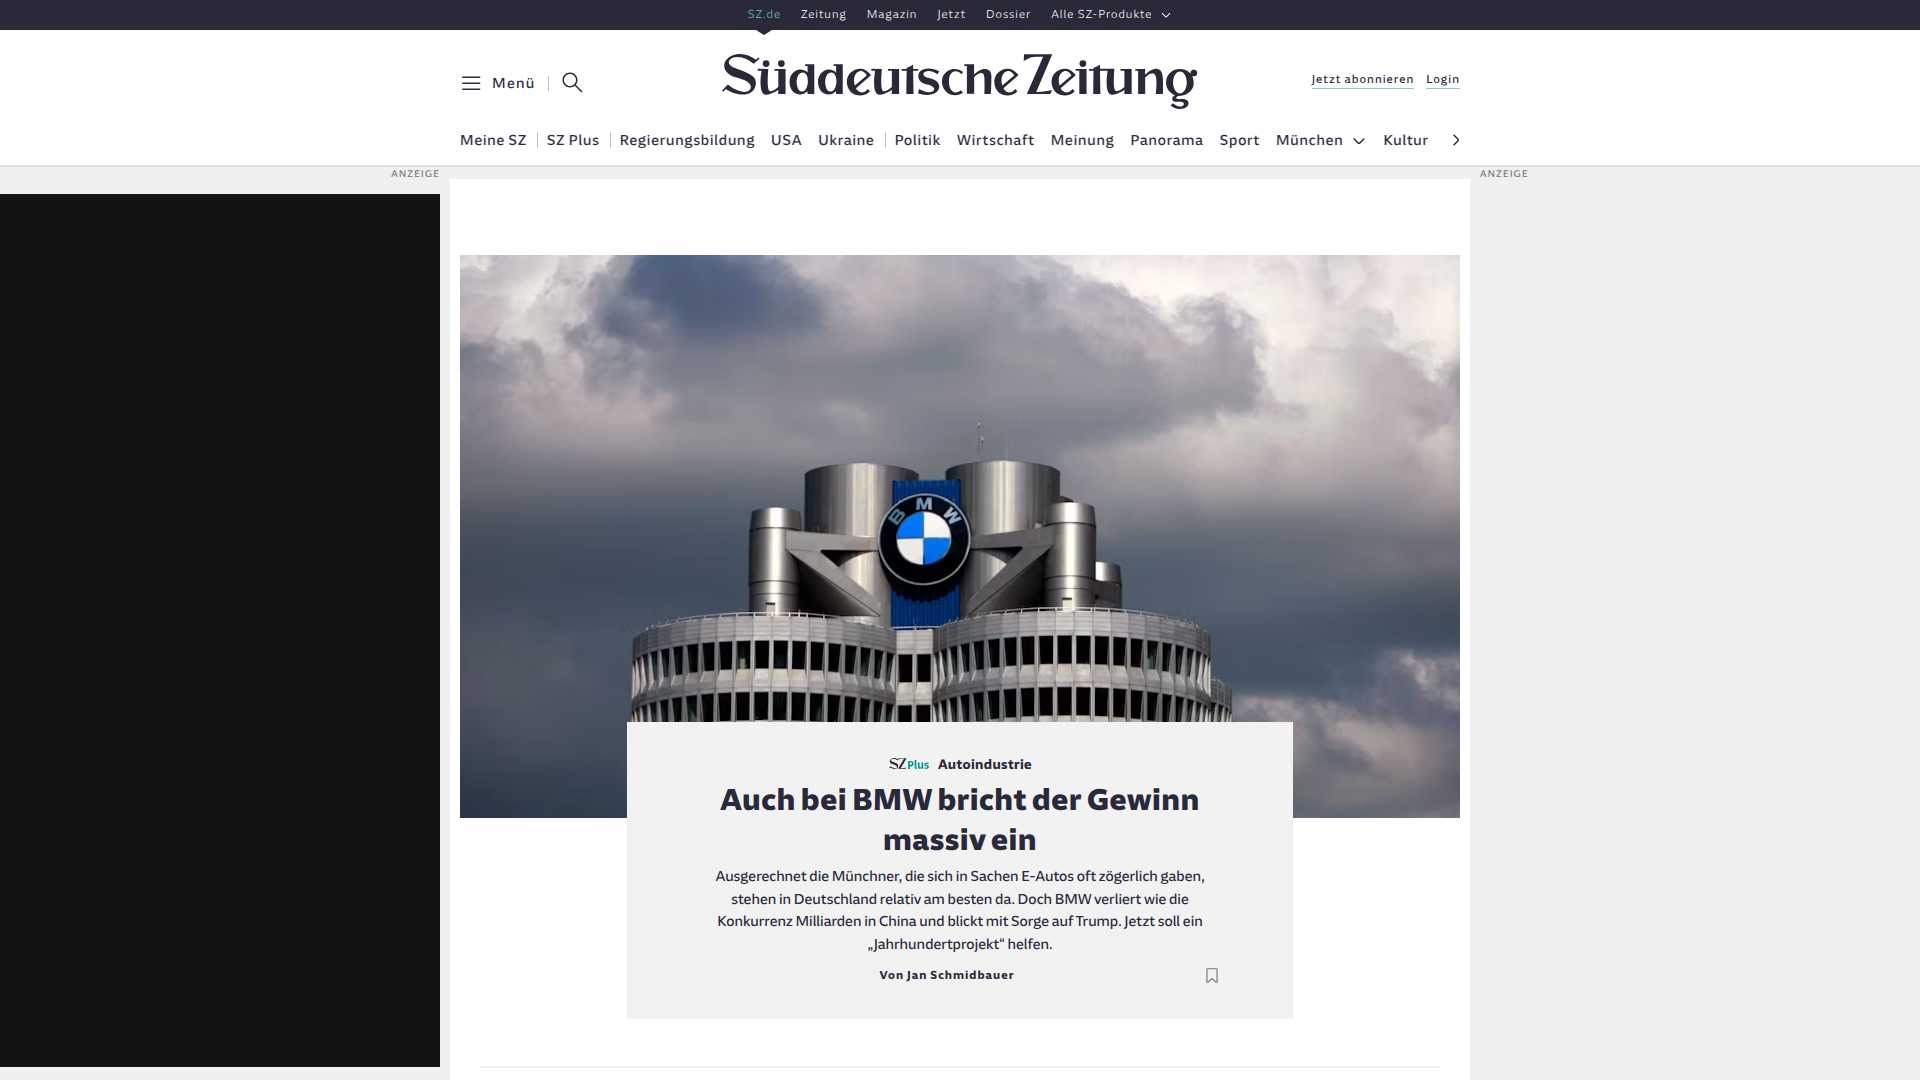 SZ.de Zeitung Magazin Jetzt Dossier Alle SZ-Produkte
Menü
Süddeutsche Zeitung
Jetzt abonnieren Login
Meine SZ SZ Plus Regierungsbildung USA Ukraine Politik Wirtschaft Meinung Panorama Sport München Kultur
ANZEIGE
ANZEIGE
BMW
SZ Plus Autoindustrie
Auch bei BMW bricht der Gewinn
massiv ein
Ausgerechnet die Münchner, die sich in Sachen E-Autos oft zögerlich gaben,
stehen in Deutschland relativ am besten da. Doch BMW verliert wie die
Konkurrenz Milliarden in China und blickt mit Sorge auf Trump. Jetzt soll ein
„Jahrhundertprojekt“ helfen.
Von Jan Schmidbauer